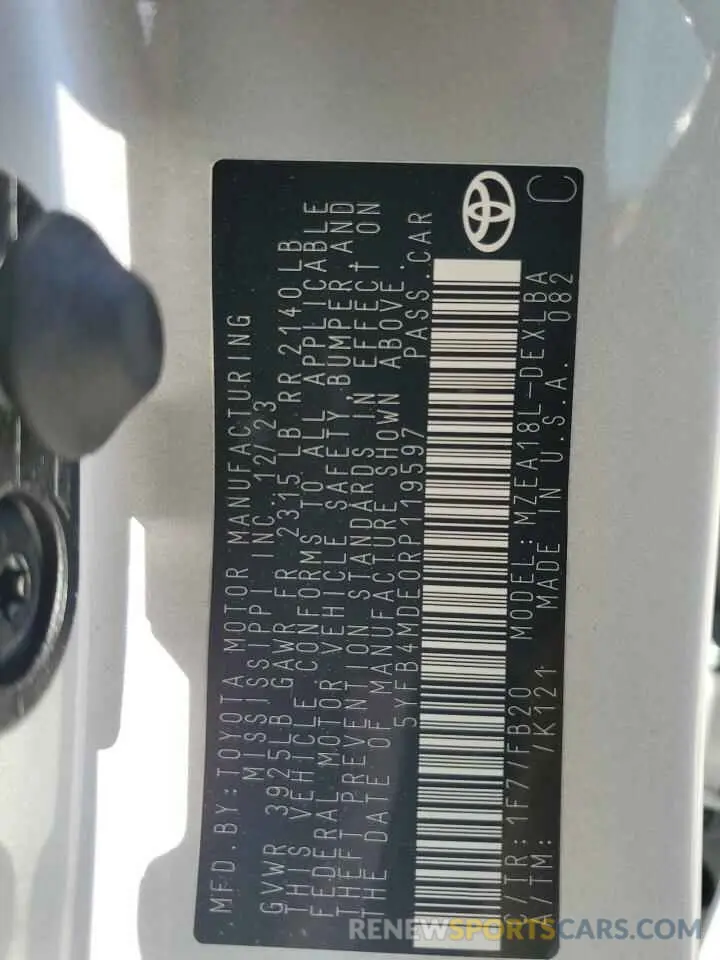 MFD.BY:TOYOTA MOTOR MANUFACTURING
MISSISSIPPI INC 12/23
GVWR 3925LB GAWR FR 2315 LB RR 2140LB
THIS VEHICLE CONFORMS TO ALL APPLICABLE
FEDERAL MOTOR VEHICLE SAFETY, BUMPER, AND
THEFT PREVENTION STANDARDS IN EFFECT ON
THE DATE OF MANUFACTURE SHOWN ABOVE.
5YFB4MDE0RP119597 PASS.CAR
C/TR: 1F7/FB20 MODEL: MZEA18L-DEXLBA
A/TM: /K121 MADE IN U.S.A. 082
C
RENEWSPORTSCARS.COM